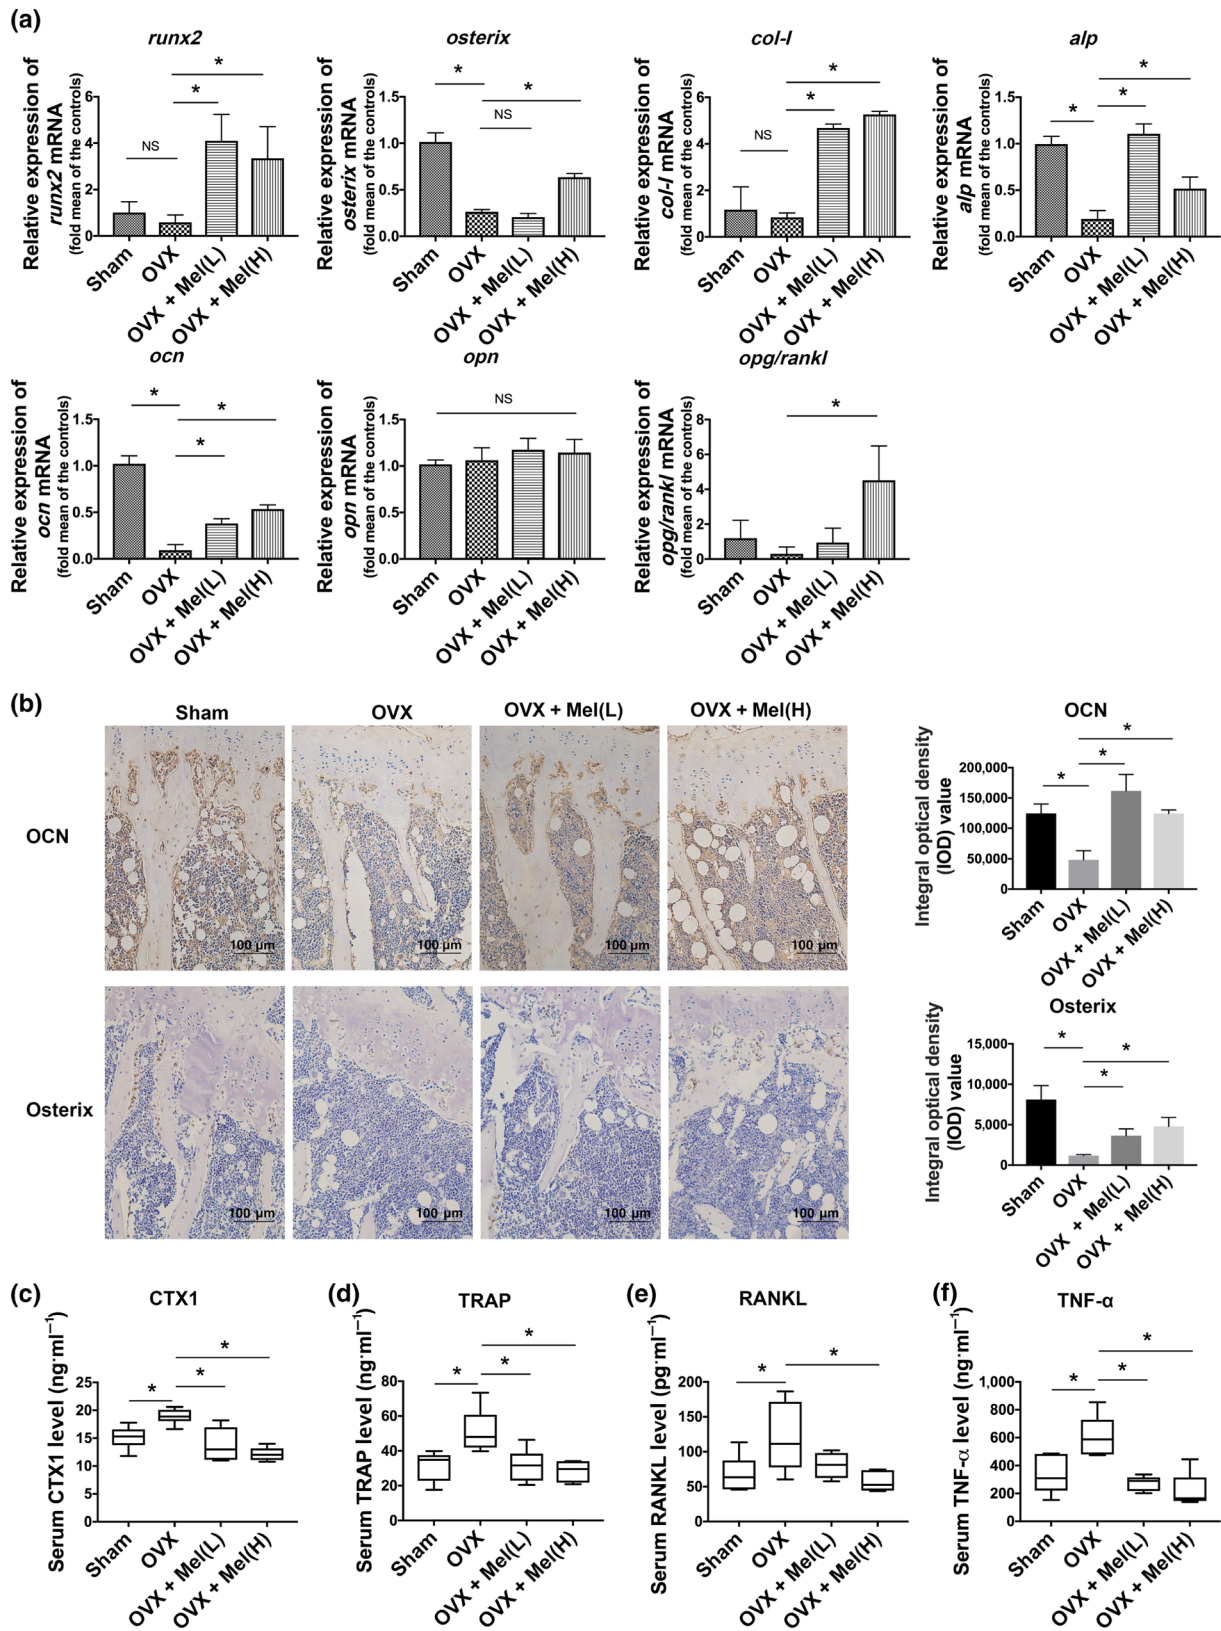 (a)
runx2
Relative expression of
runx2 mRNA
(fold mean of the controls)
6
4
2
0
NS
*
*
Sham
OVX
OVX + Mel(L)
OVX + Mel(H)
osterix
Relative expression of
osterix mRNA
(fold mean of the controls)
1.5
1.0
0.5
0.0
*
*
NS
Sham
OVX
OVX + Mel(L)
OVX + Mel(H)
col-I
Relative expression of
col-I mRNA
(fold mean of the controls)
6
4
2
0
NS
*
*
Sham
OVX
OVX + Mel(L)
OVX + Mel(H)
alp
Relative expression of
alp mRNA
(fold mean of the controls)
1.5
1.0
0.5
0.0
*
*
*
Sham
OVX
OVX + Mel(L)
OVX + Mel(H)
ocn
Relative expression of
ocn mRNA
(fold mean of the controls)
1.5
1.0
0.5
0.0
*
*
*
Sham
OVX
OVX + Mel(L)
OVX + Mel(H)
opn
Relative expression of
opn mRNA
(fold mean of the controls)
1.5
1.0
0.5
0.0
NS
Sham
OVX
OVX + Mel(L)
OVX + Mel(H)
opg/rankl
Relative expression of
opg/rankl mRNA
(fold mean of the controls)
8
6
4
2
0
*
Sham
OVX
OVX + Mel(L)
OVX + Mel(H)
(b)
Sham
OVX
OVX + Mel(L)
OVX + Mel(H)
OCN
100 μm
100 μm
100 μm
100 μm
Osterix
100 μm
100 μm
100 μm
100 μm
OCN
Integral optical density
(IOD) value
200,000
150,000
100,000
50,000
0
*
*
*
Sham
OVX
OVX + Mel(L)
OVX + Mel(H)
Osterix
Integral optical density
(IOD) value
15,000
10,000
5,000
0
*
*
*
Sham
OVX
OVX + Mel(L)
OVX + Mel(H)
(c)
CTX1
Serum CTX1 level (ng·ml−1)
25
20
15
10
5
0
*
*
*
Sham
OVX
OVX + Mel(L)
OVX + Mel(H)
(d)
TRAP
Serum TRAP level (ng·ml−1)
80
60
40
20
0
*
*
*
Sham
OVX
OVX + Mel(L)
OVX + Mel(H)
(e)
RANKL
Serum RANKL level (pg·ml−1)
200
150
100
50
0
*
*
Sham
OVX
OVX + Mel(L)
OVX + Mel(H)
(f)
TNF-α
Serum TNF-α level (ng·ml−1)
1,000
800
600
400
200
0
*
*
*
Sham
OVX
OVX + Mel(L)
OVX + Mel(H)